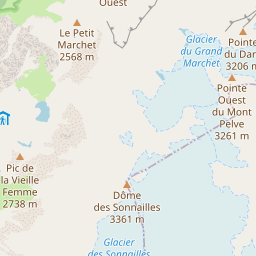 Ouest
Le Petit
Marchet
2568 m
Glacier
du Grand
Marchet
Pointe
du Dar
3206 m
Pointe
Ouest
du Mont
Pelve
3261 m
Pic de
la Vieille
Femme
2738 m
Dôme
des Sonnailles
3361 m
Glacier
des Sonnailles